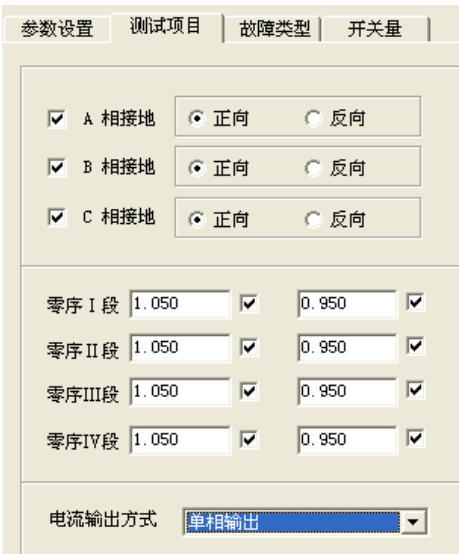 参数设置 测试项目 故障类型 开关量
A 相接地 正向 反向
B 相接地 正向 反向
C 相接地 正向 反向
零序 I 段 1.050 0.950
零序 II 段 1.050 0.950
零序III段 1.050 0.950
零序IV段 1.050 0.950
电流输出方式 单相输出